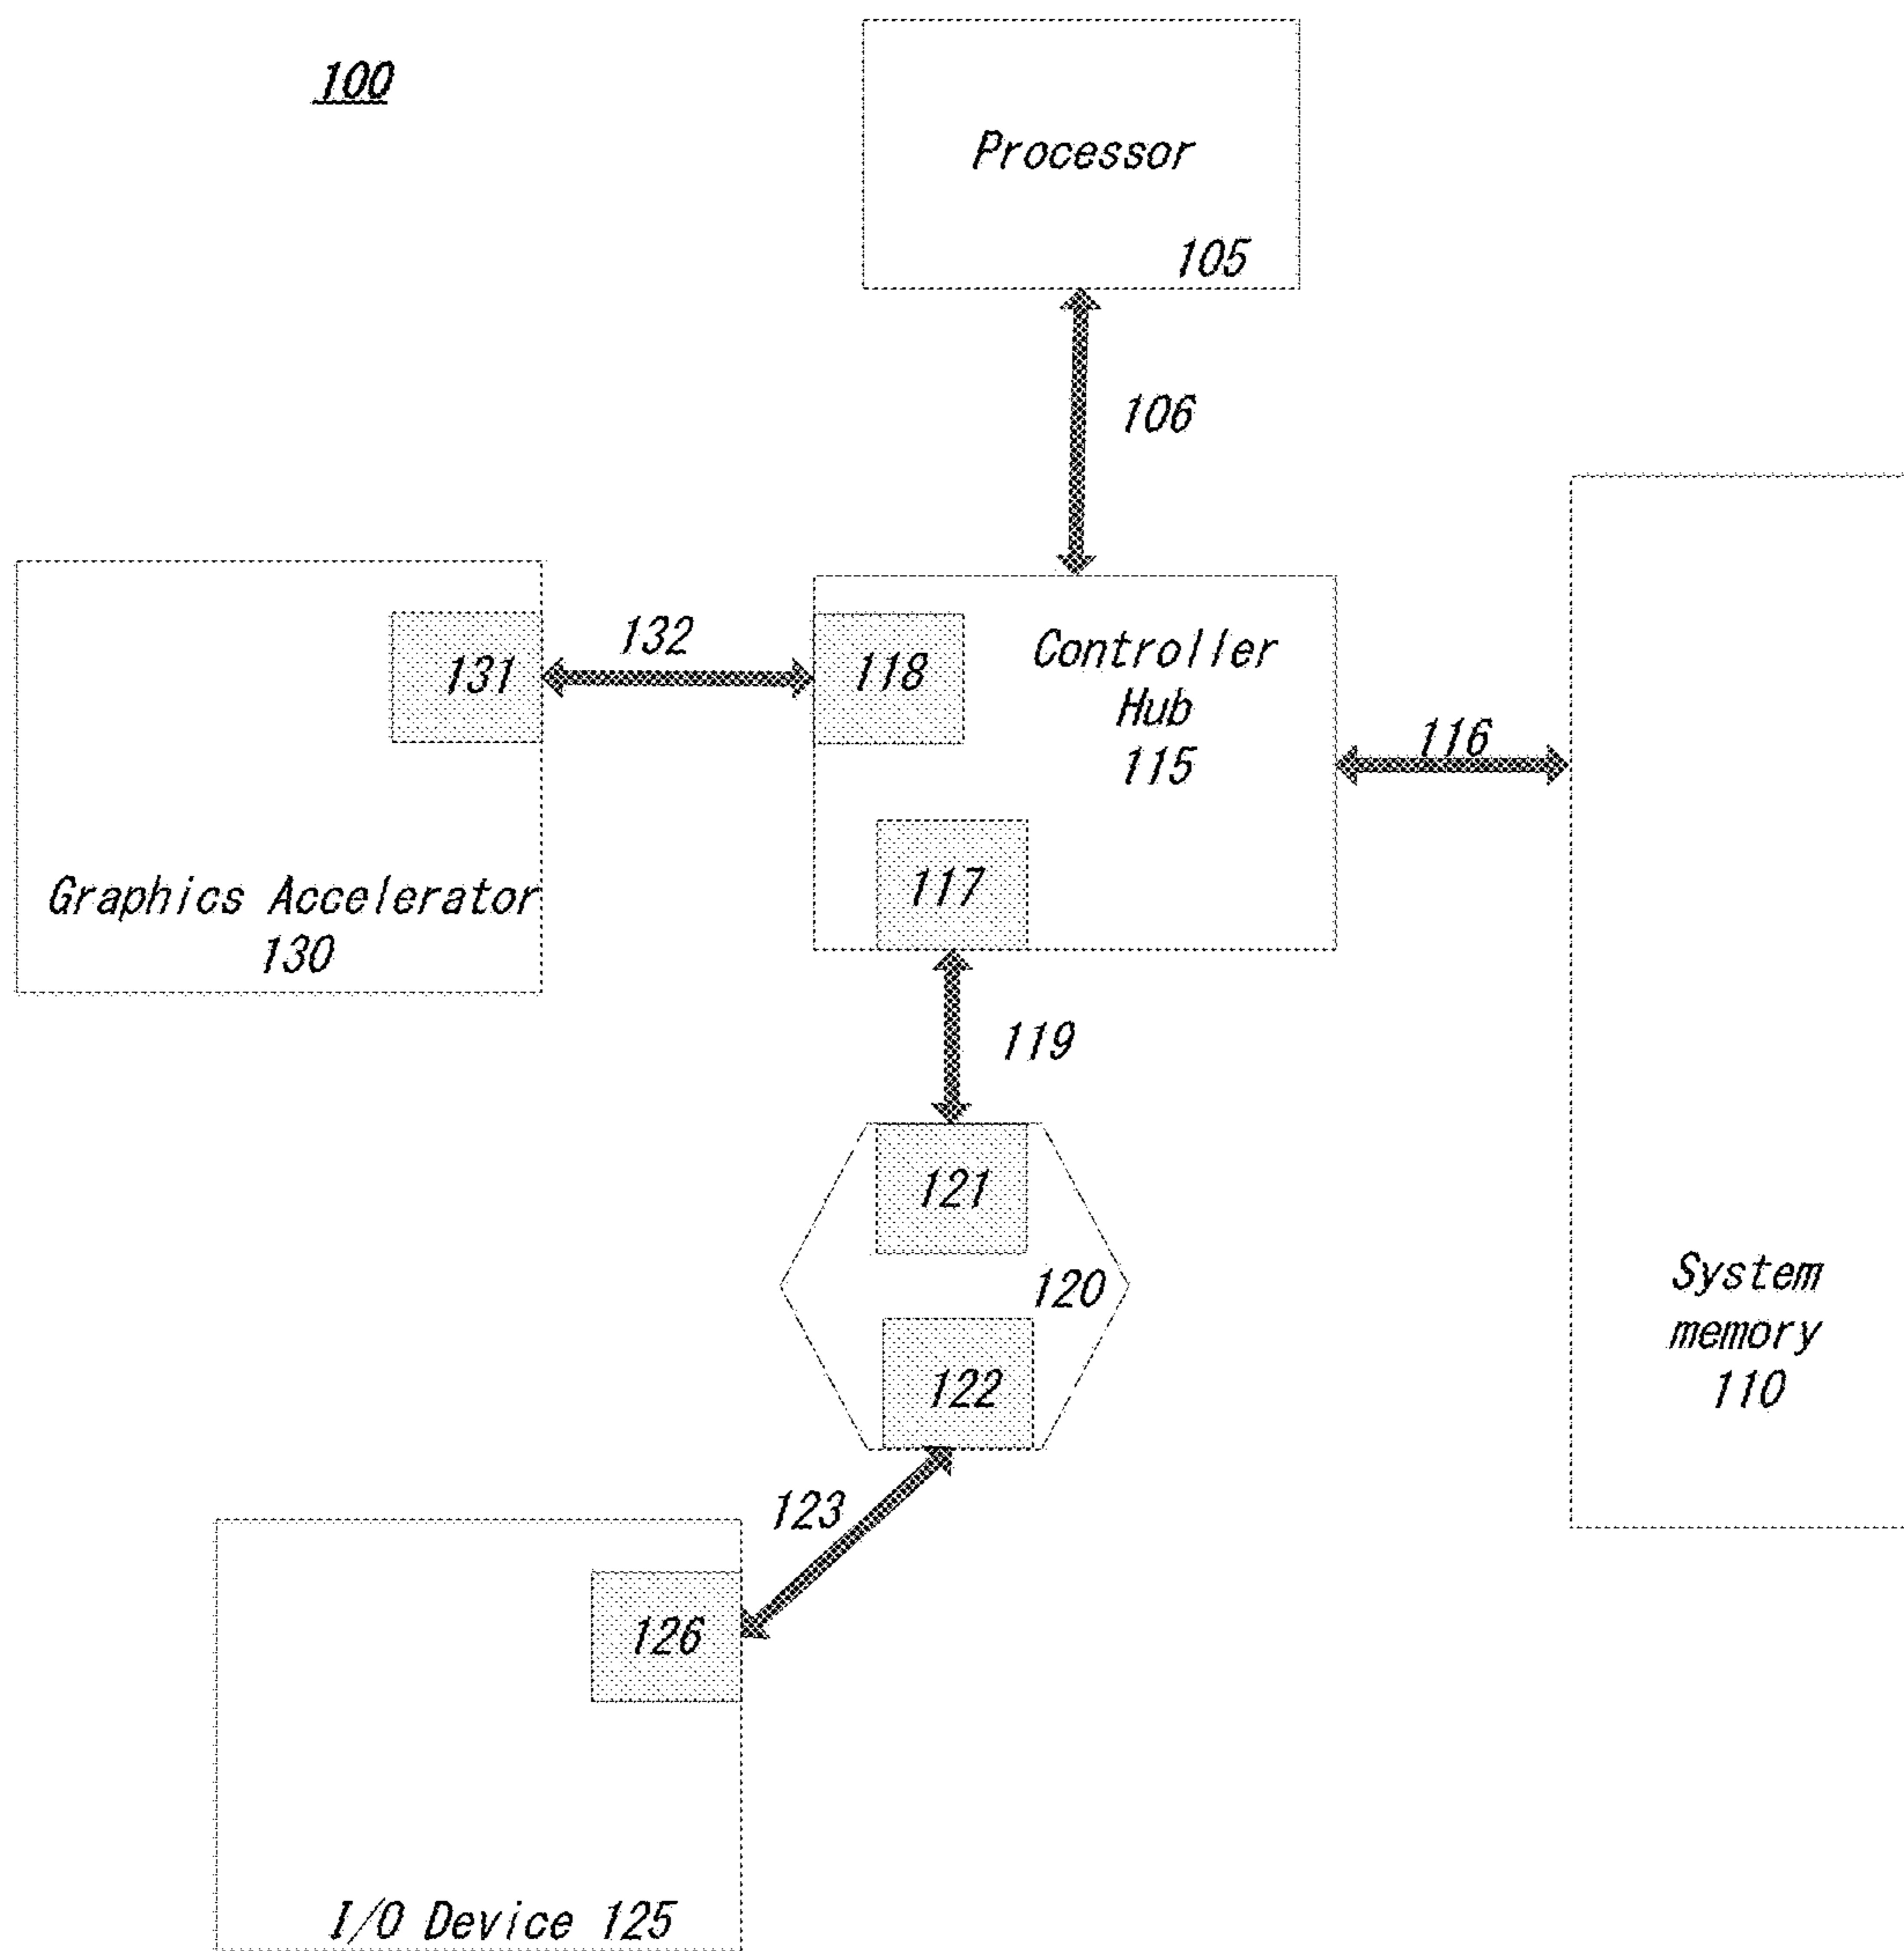 100
Processor
105
106
132
131
118
Controller
Hub
115
116
117
Graphics Accelerator
130
119
121
120
122
System
memory
110
123
126
I/O Device 125